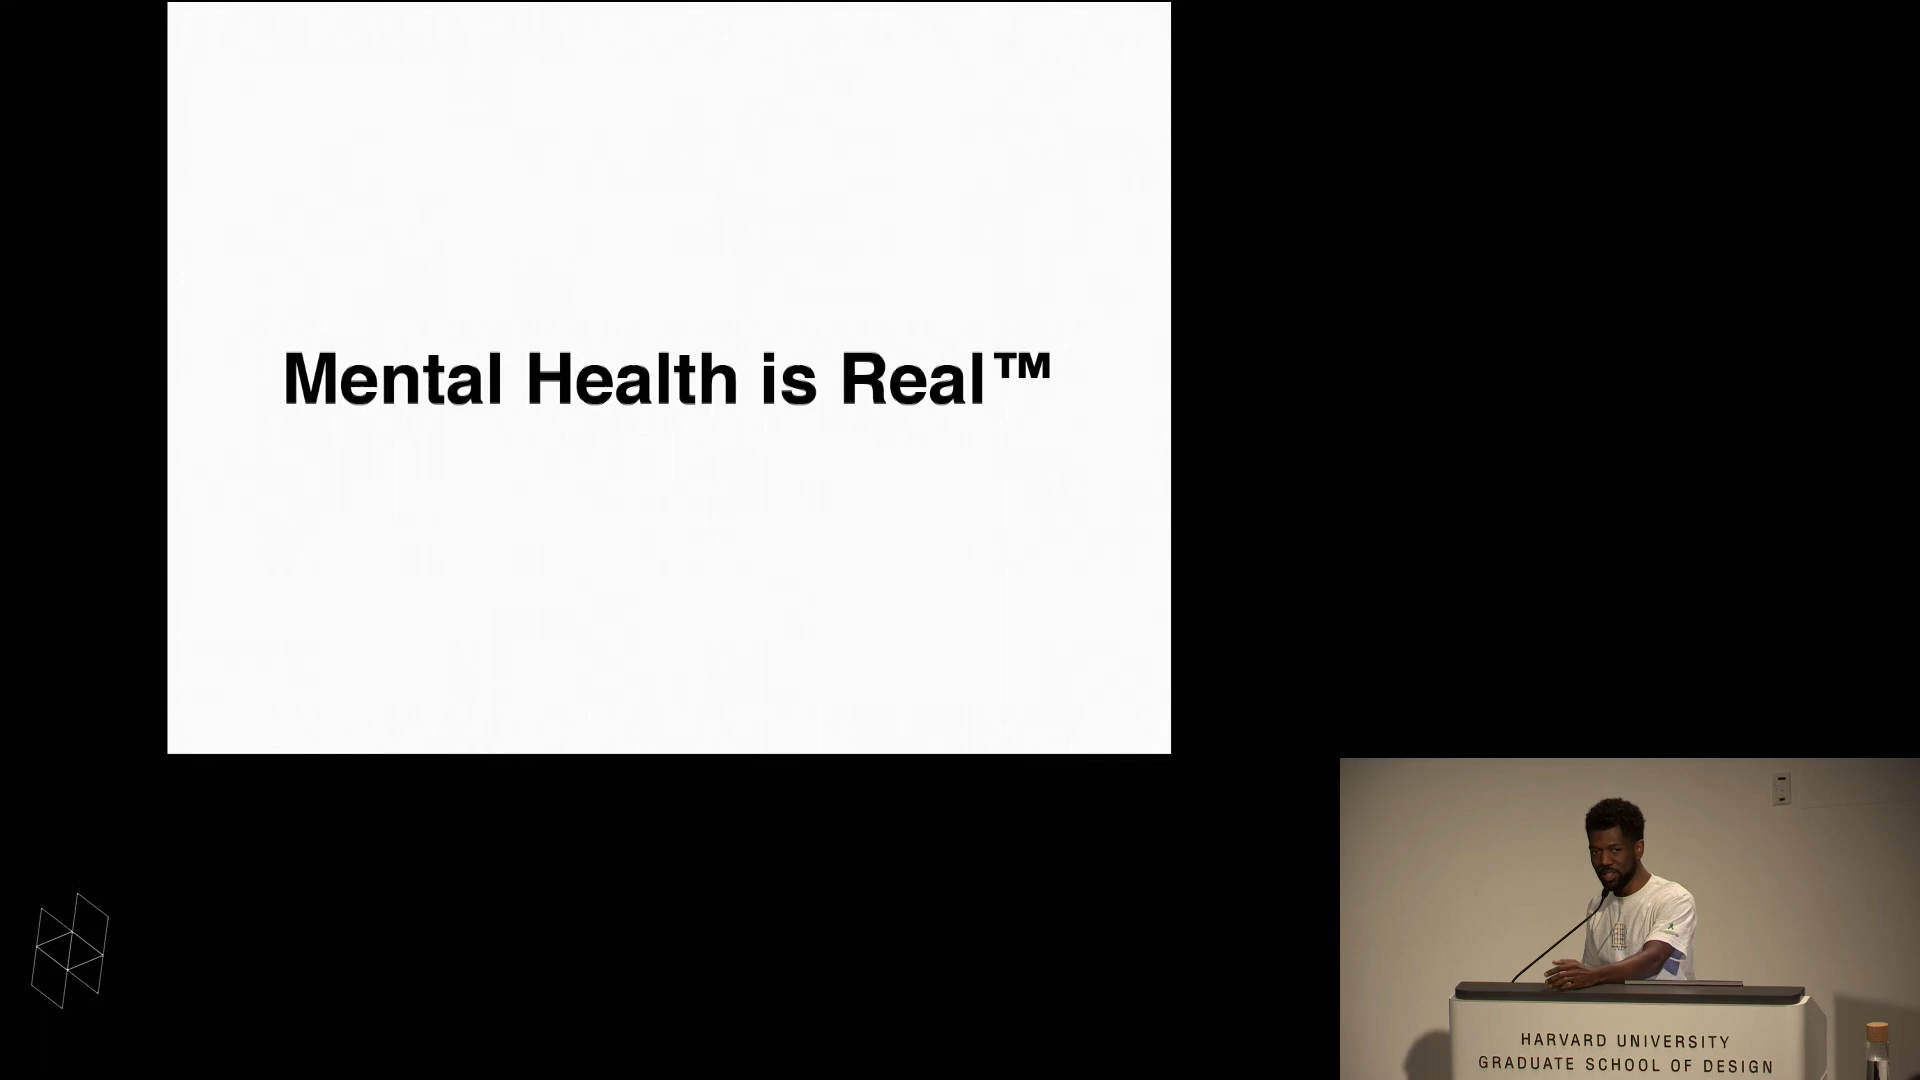 Mental Health is Real™
HARVARD UNIVERSITY
GRADUATE SCHOOL OF DESIGN